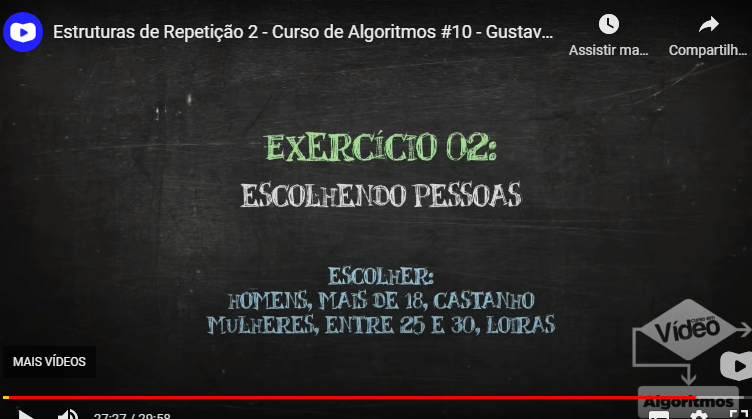 Estruturas de Repetição 2 - Curso de Algoritmos #10 - Gustav...
Assistir ma...
Compartilh...
EXERCÍCIO 02:
ESCOLHENDO PESSOAS
ESCOLHER:
HOMENS, MAIS DE 18, CASTANHO
MULHERES, ENTRE 25 E 30, LOIRAS
curso em
Vídeo
MAIS VÍDEOS
Algoritmos
27:27 / 29:58